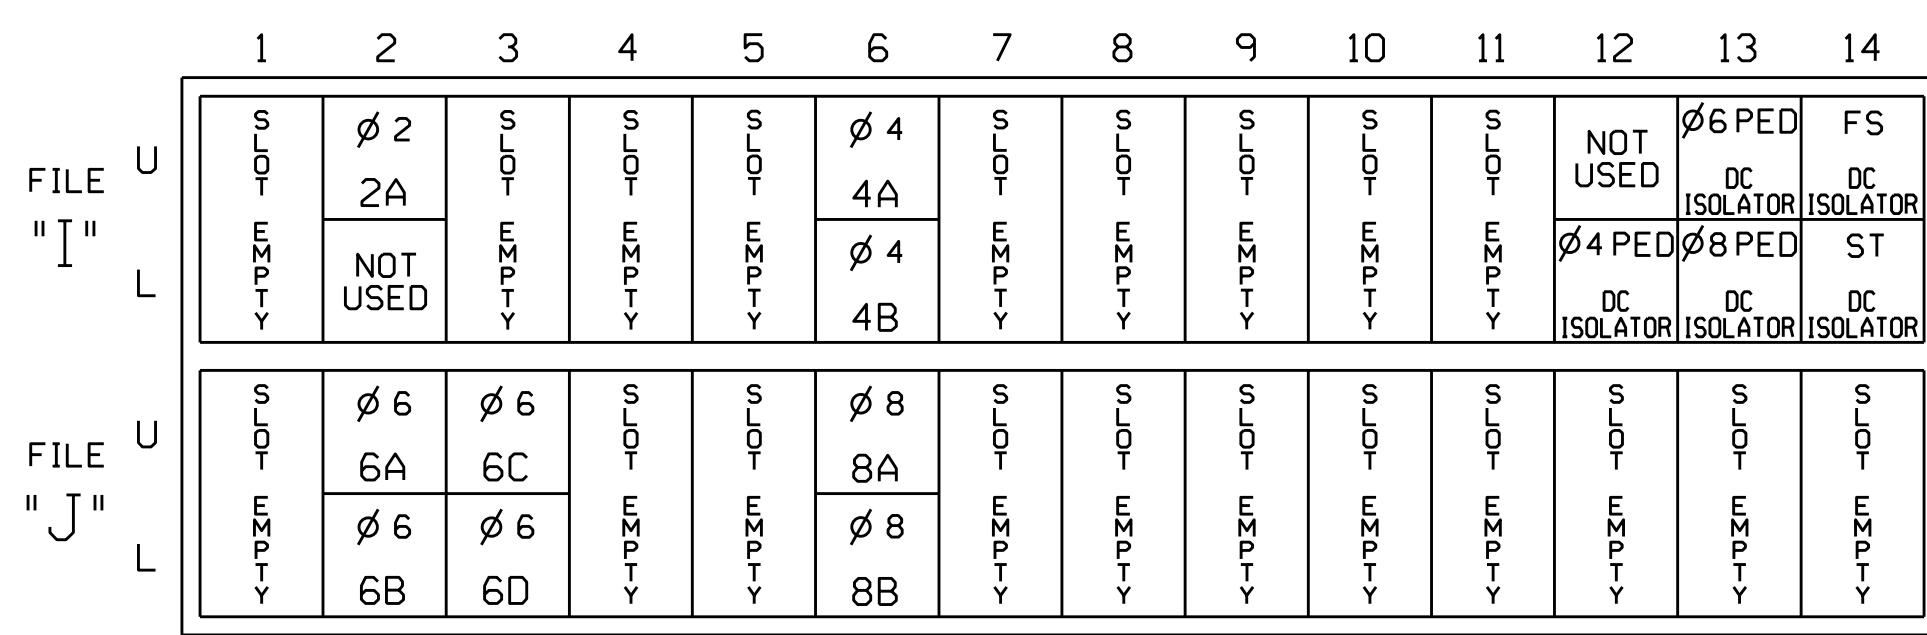 1 2 3 4 5 6 7 8 9 10 11 12 13 14
FILE "I"
U
L
SLOT EMPTY
Ø 2
2A
NOT USED
SLOT EMPTY
SLOT EMPTY
SLOT EMPTY
Ø 4
4A
Ø 4
4B
SLOT EMPTY
SLOT EMPTY
SLOT EMPTY
SLOT EMPTY
SLOT EMPTY
NOT
USED
Ø4 PED
DC
ISOLATOR
Ø6 PED
DC
ISOLATOR
Ø8 PED
DC
ISOLATOR
FS
DC
ISOLATOR
ST
DC
ISOLATOR
FILE "J"
U
L
SLOT EMPTY
Ø 6
6A
Ø 6
6B
Ø 6
6C
Ø 6
6D
SLOT EMPTY
SLOT EMPTY
Ø 8
8A
Ø 8
8B
SLOT EMPTY
SLOT EMPTY
SLOT EMPTY
SLOT EMPTY
SLOT EMPTY
SLOT EMPTY
SLOT EMPTY
SLOT EMPTY